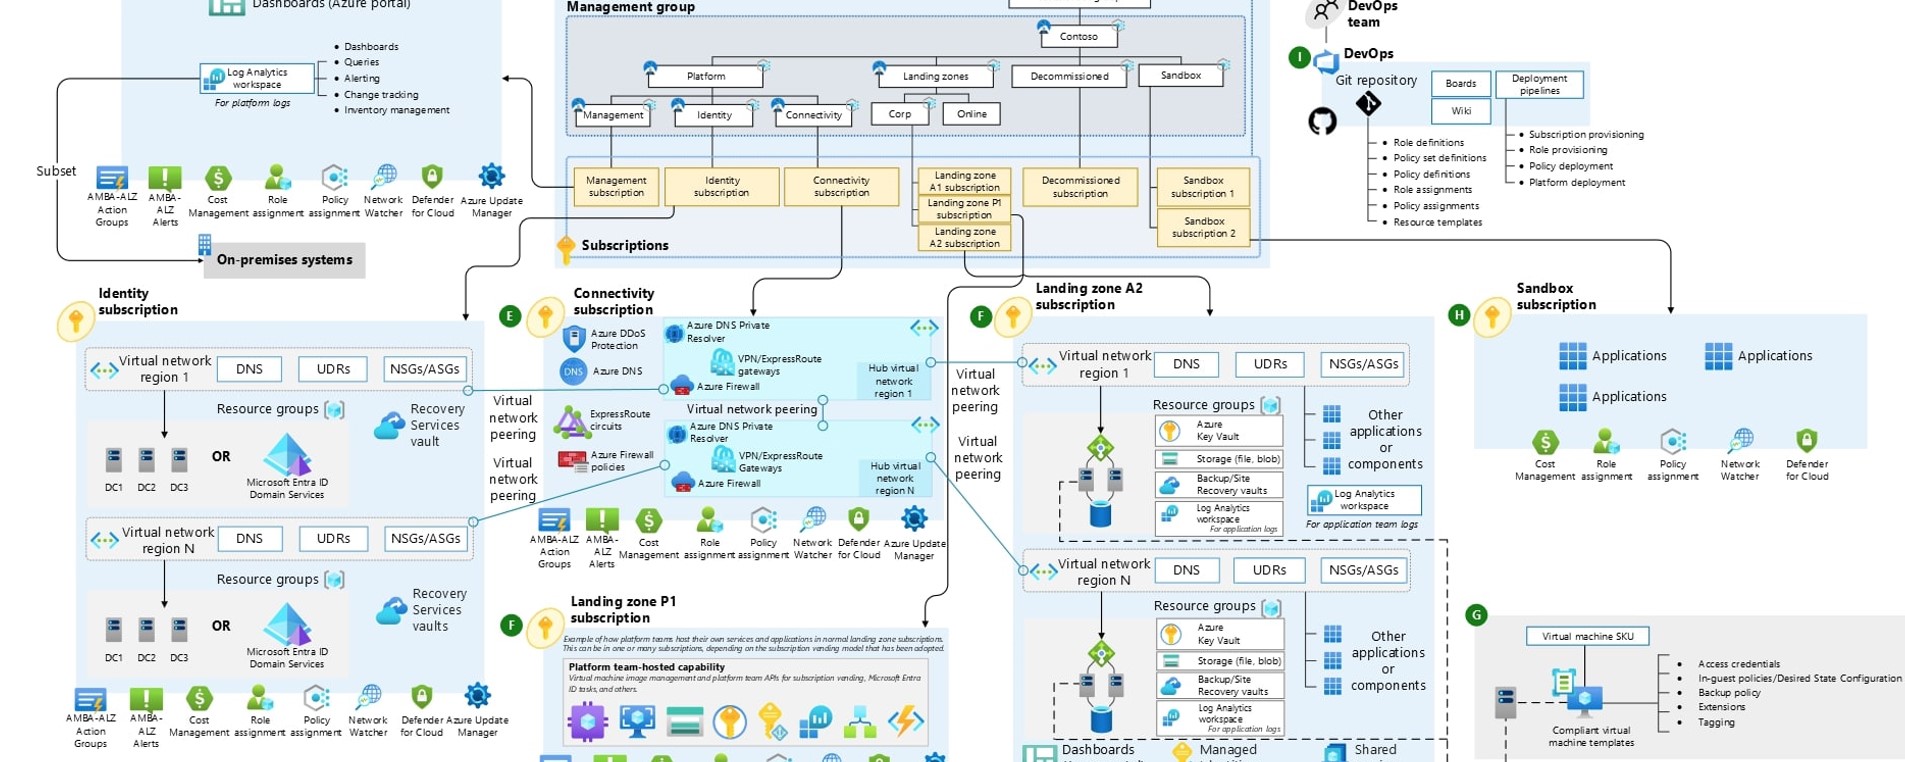 Dashboards (Azure portal)
Log Analytics
workspace
For platform logs
Dashboards
Queries
Alerting
Change tracking
Inventory management
Subset
AMBA-ALZ
Action
Groups
AMBA-
ALZ
Alerts
Cost
Management
Role
assignment
Policy
assignment
Network
Watcher
Defender
for Cloud
Azure Update
Manager
On-premises systems
Management group
Contoso
Platform
Landing zones
Decommissioned
Sandbox
Management
Identity
Connectivity
Corp
Online
Management
subscription
Identity
subscription
Connectivity
subscription
Landing zone
A1 subscription
Landing zone P1
subscription
Landing zone
A2 subscription
Decommissioned
subscription
Sandbox
subscription 1
Sandbox
subscription 2
Subscriptions
DevOps
team
I
DevOps
Git repository
Boards
Wiki
Deployment
pipelines
Role definitions
Policy set definitions
Policy definitions
Role assignments
Policy assignments
Resource templates
Subscription provisioning
Role provisioning
Policy deployment
Platform deployment
Identity
subscription
Virtual network
region 1
DNS
UDRs
NSGs/ASGs
Resource groups
Recovery
Services
vault
DC1
DC2
DC3
OR
Microsoft Entra ID
Domain Services
Virtual network
region N
DNS
UDRs
NSGs/ASGs
Resource groups
Recovery
Services
vaults
DC1
DC2
DC3
OR
Microsoft Entra ID
Domain Services
AMBA-ALZ
Action
Groups
AMBA-
ALZ
Alerts
Cost
Management
Role
assignment
Policy
assignment
Network
Watcher
Defender
for Cloud
Azure Update
Manager
Virtual
network
peering
Virtual
network
peering
E
Connectivity
subscription
Azure DDoS
Protection
DNS
Azure DNS
ExpressRoute
circuits
Azure Firewall
policies
Azure DNS Private
Resolver
VPN/ExpressRoute
gateways
Azure Firewall
Hub virtual
network
region 1
Virtual network peering
Azure DNS Private
Resolver
VPN/ExpressRoute
Gateways
Azure Firewall
Hub virtual
network
region N
AMBA-ALZ
Action
Groups
AMBA-
ALZ
Alerts
Cost
Management
Role
assignment
Policy
assignment
Network
Watcher
Defender
for Cloud
Azure Update
Manager
Virtual
network
peering
Virtual
network
peering
F
Landing zone P1
subscription
Example of how platform teams host their own services and applications in normal landing zone subscriptions.
This can be in one or many subscriptions, depending on the subscription vending model that has been adopted.
Platform team-hosted capability
Virtual machine image management and platform team APIs for subscription vending, Microsoft Entra
ID tasks, and others.
F
Landing zone A2
subscription
Virtual network
region 1
DNS
UDRs
NSGs/ASGs
Resource groups
Azure
Key Vault
Storage (file, blob)
Backup/Site
Recovery vaults
Log Analytics
workspace
For application logs
Other
applications
or
components
Log Analytics
workspace
For application team logs
Virtual network
region N
DNS
UDRs
NSGs/ASGs
Resource groups
Azure
Key Vault
Storage (file, blob)
Backup/Site
Recovery vaults
Log Analytics
workspace
For application logs
Other
applications
or
components
Dashboards
Managed
Shared
H
Sandbox
subscription
Applications
Applications
Applications
Cost
Management
Role
assignment
Policy
assignment
Network
Watcher
Defender
for Cloud
G
Virtual machine SKU
Compliant virtual
machine templates
Access credentials
In-guest policies/Desired State Configuration
Backup policy
Extensions
Tagging